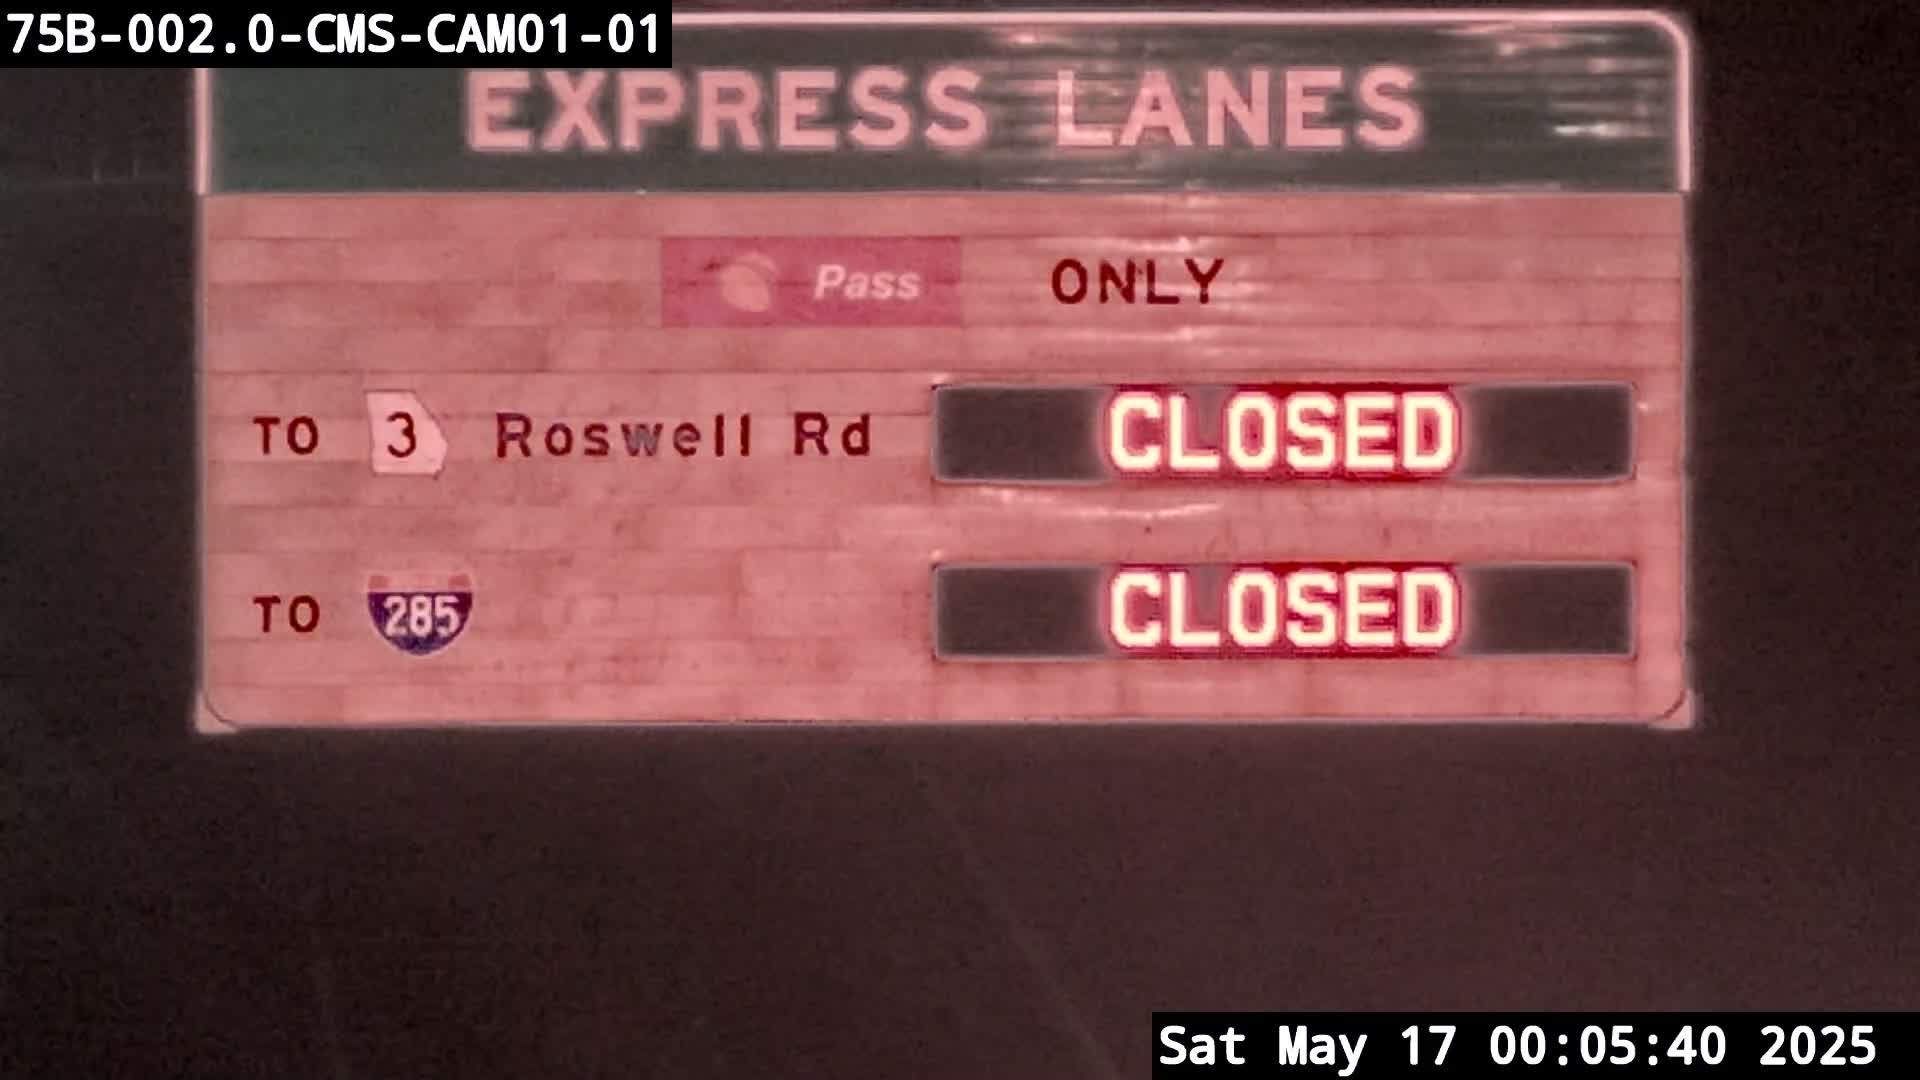 75B-002.0-CMS-CAM01-01
EXPRESS LANES
Pass ONLY
TO 3 Roswell Rd CLOSED
TO 285 CLOSED
Sat May 17 00:05:40 2025